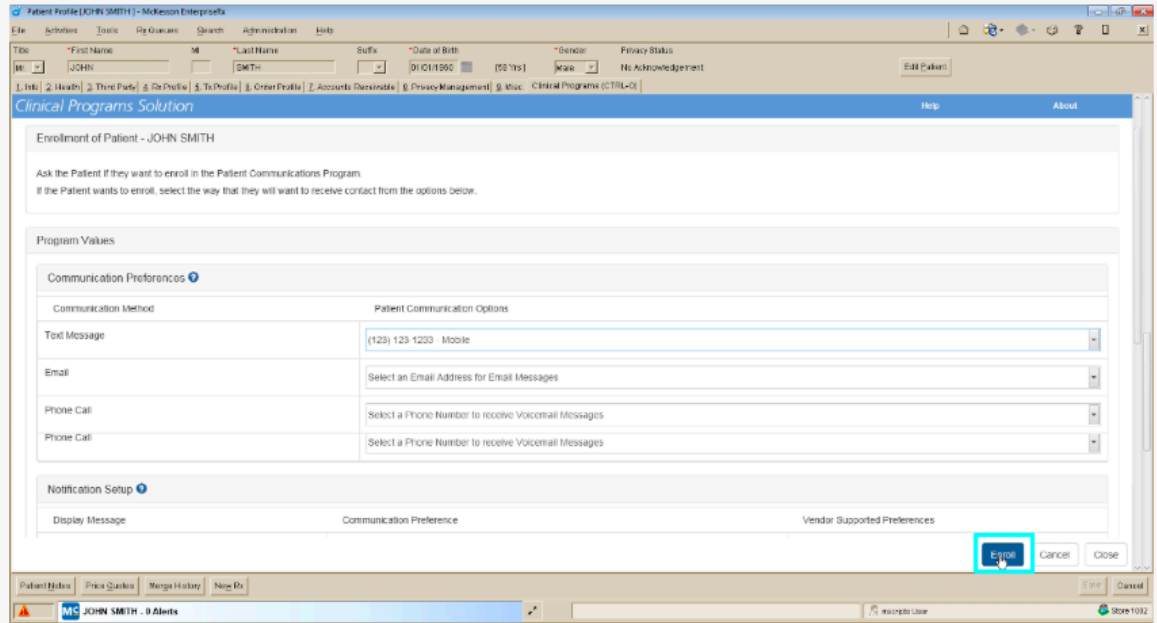 Patient Profile [JOHN SMITH] - McKesson EnterpriseRx
File Activities Tools Rx Queues Search Administration Help
Title *First Name MI *Last Name Suffix *Date of Birth *Gender Privacy Status
Mr. JOHN SMITH 01/01/1960 [58 Yrs] Male No Acknowledgement Edit Patient
1. Info 2. Health 3. Third Party 4. Rx Profile 5. Tx Profile 6. Order Profile 7. Accounts Receivable 8. Privacy Management 9. Misc. Clinical Programs (CTRL+0)
Clinical Programs Solution Help About
Enrollment of Patient - JOHN SMITH
Ask the Patient if they want to enroll in the Patient Communications Program.
If the Patient wants to enroll, select the way that they will want to receive contact from the options below.
Program Values
Communication Preferences
Communication Method Patient Communication Options
Text Message (123) 123-1233 - Mobile
Email Select an Email Address for Email Messages
Phone Call Select a Phone Number to receive Voicemail Messages
Phone Call Select a Phone Number to receive Voicemail Messages
Notification Setup
Display Message Communication Preference Vendor Supported Preferences
Enroll Cancel Close
Patient Notes Price Quotes Merge History New Rx Cancel
MC JOHN SMITH - 0 Alerts User Store 1002